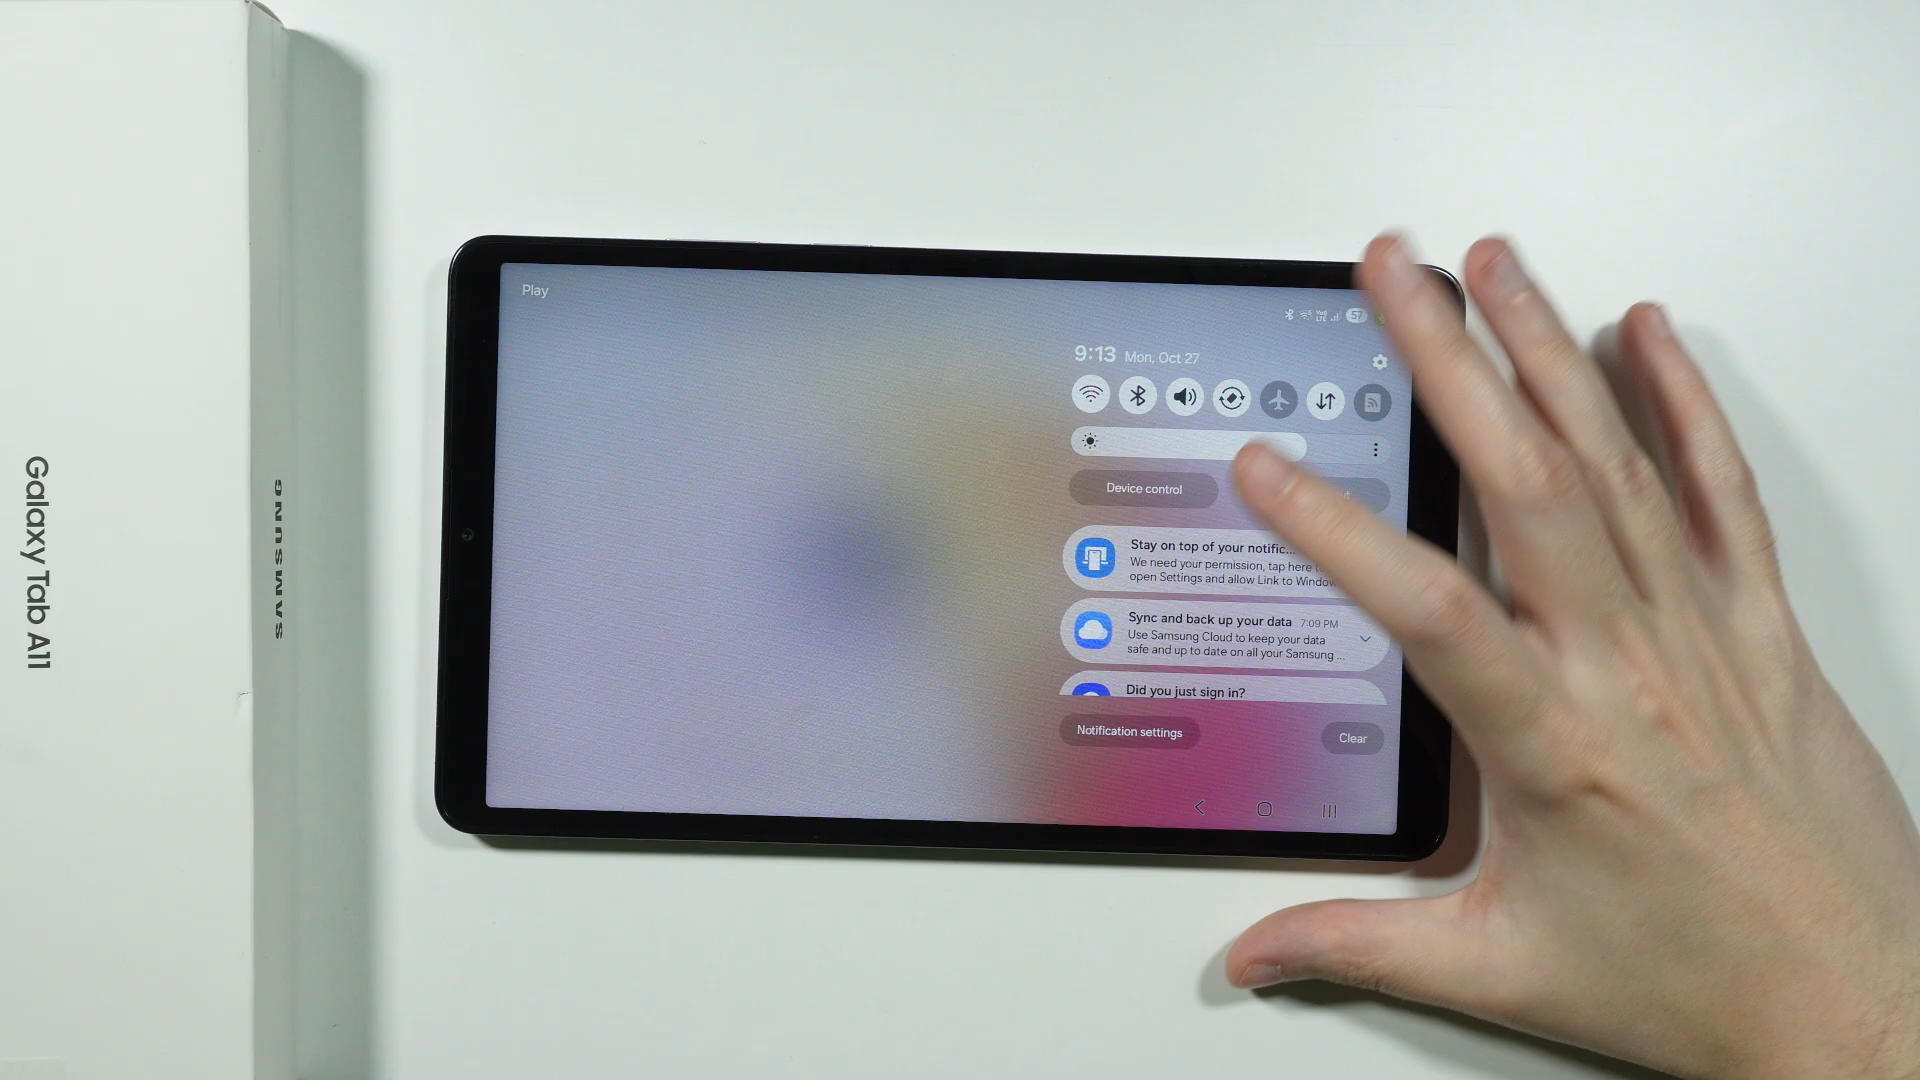 Galaxy Tab A11
SAMSUNG
Play
57
9:13 Mon, Oct 27
Device control
Stay on top of your notific...
We need your permission, tap here
open Settings and allow Link to
Sync and back up your data 7:09 PM
Use Samsung Cloud to keep your data
safe and up to date on all your Samsung ...
Did you just sign in?
Notification settings
Clear